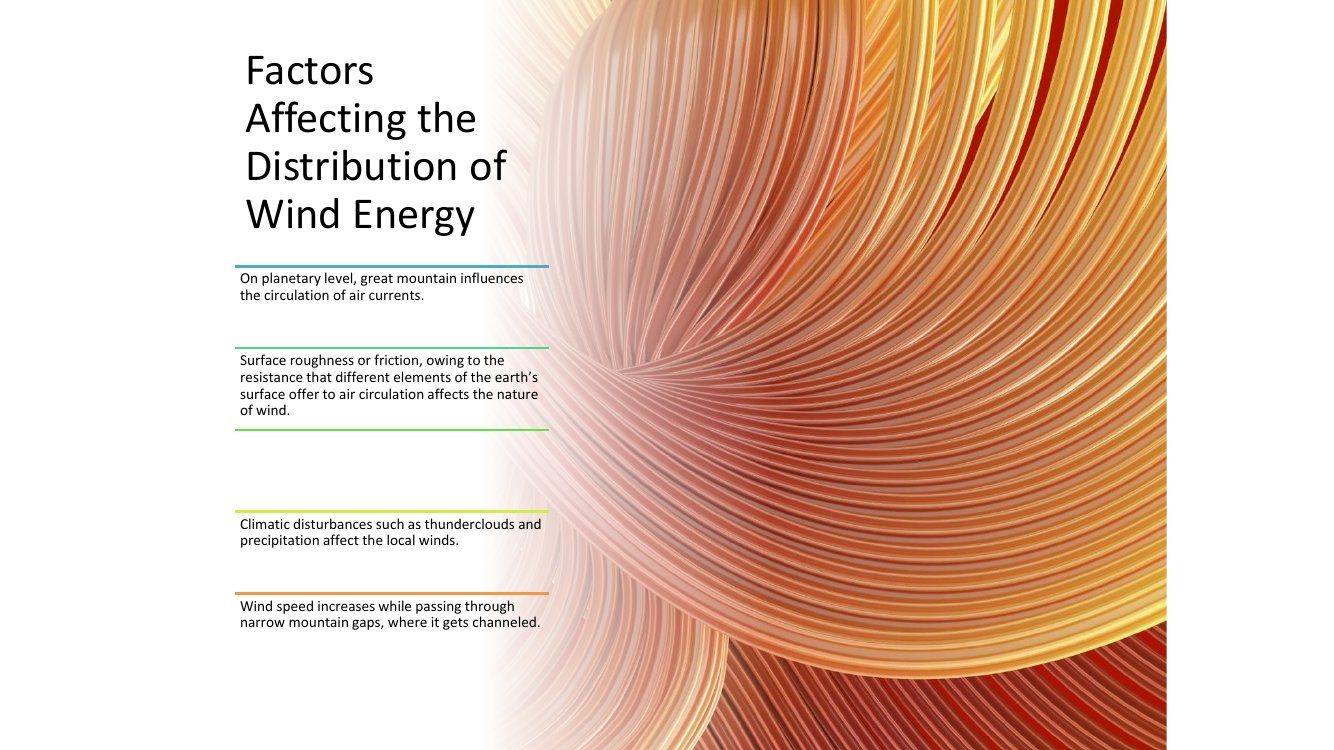 Factors
Affecting the
Distribution of
Wind Energy
On planetary level, great mountain influences
the circulation of air currents.
Surface roughness or friction, owing to the
resistance that different elements of the earth’s
surface offer to air circulation affects the nature
of wind.
Climatic disturbances such as thunderclouds and
precipitation affect the local winds.
Wind speed increases while passing through
narrow mountain gaps, where it gets channeled.